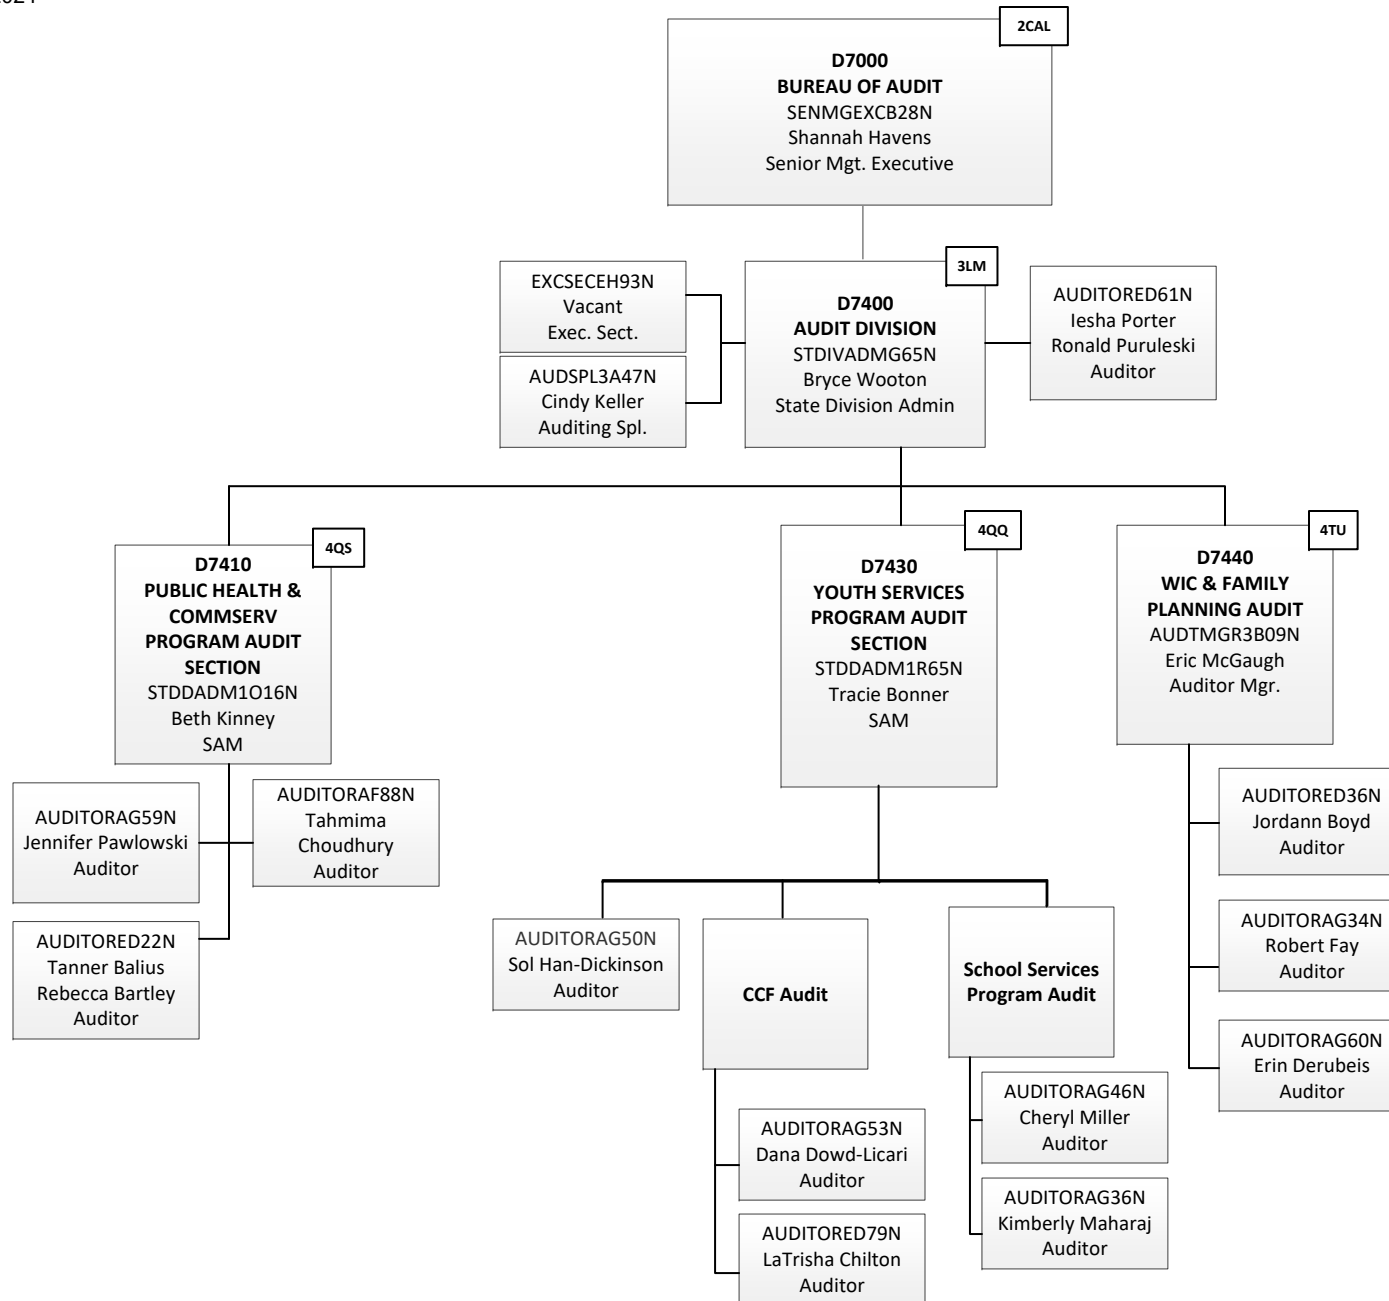 2CAL
D7000
BUREAU OF AUDIT
SENMGEXCB28N
Shannah Havens
Senior Mgt. Executive
EXCSECEH93N
Vacant
Exec. Sect.
AUDSPL3A47N
Cindy Keller
Auditing Spl.
3LM
D7400
AUDIT DIVISION
STDIVADMG65N
Bryce Wooton
State Division Admin
AUDITORED61N
Iesha Porter
Ronald Puruleski
Auditor
4QS
D7410
PUBLIC HEALTH &
COMMSERV
PROGRAM AUDIT
SECTION
STDDADM1O16N
Beth Kinney
SAM
AUDITORAG59N
Jennifer Pawlowski
Auditor
AUDITORAF88N
Tahmima
Choudhury
Auditor
AUDITORED22N
Tanner Balius
Rebecca Bartley
Auditor
4QQ
D7430
YOUTH SERVICES
PROGRAM AUDIT
SECTION
STDDADM1R65N
Tracie Bonner
SAM
AUDITORAG50N
Sol Han-Dickinson
Auditor
CCF Audit
AUDITORAG53N
Dana Dowd-Licari
Auditor
AUDITORED79N
LaTrisha Chilton
Auditor
School Services
Program Audit
AUDITORAG46N
Cheryl Miller
Auditor
AUDITORAG36N
Kimberly Maharaj
Auditor
4TU
D7440
WIC & FAMILY
PLANNING AUDIT
AUDTMGR3B09N
Eric McGaugh
Auditor Mgr.
AUDITORED36N
Jordann Boyd
Auditor
AUDITORAG34N
Robert Fay
Auditor
AUDITORAG60N
Erin Derubeis
Auditor